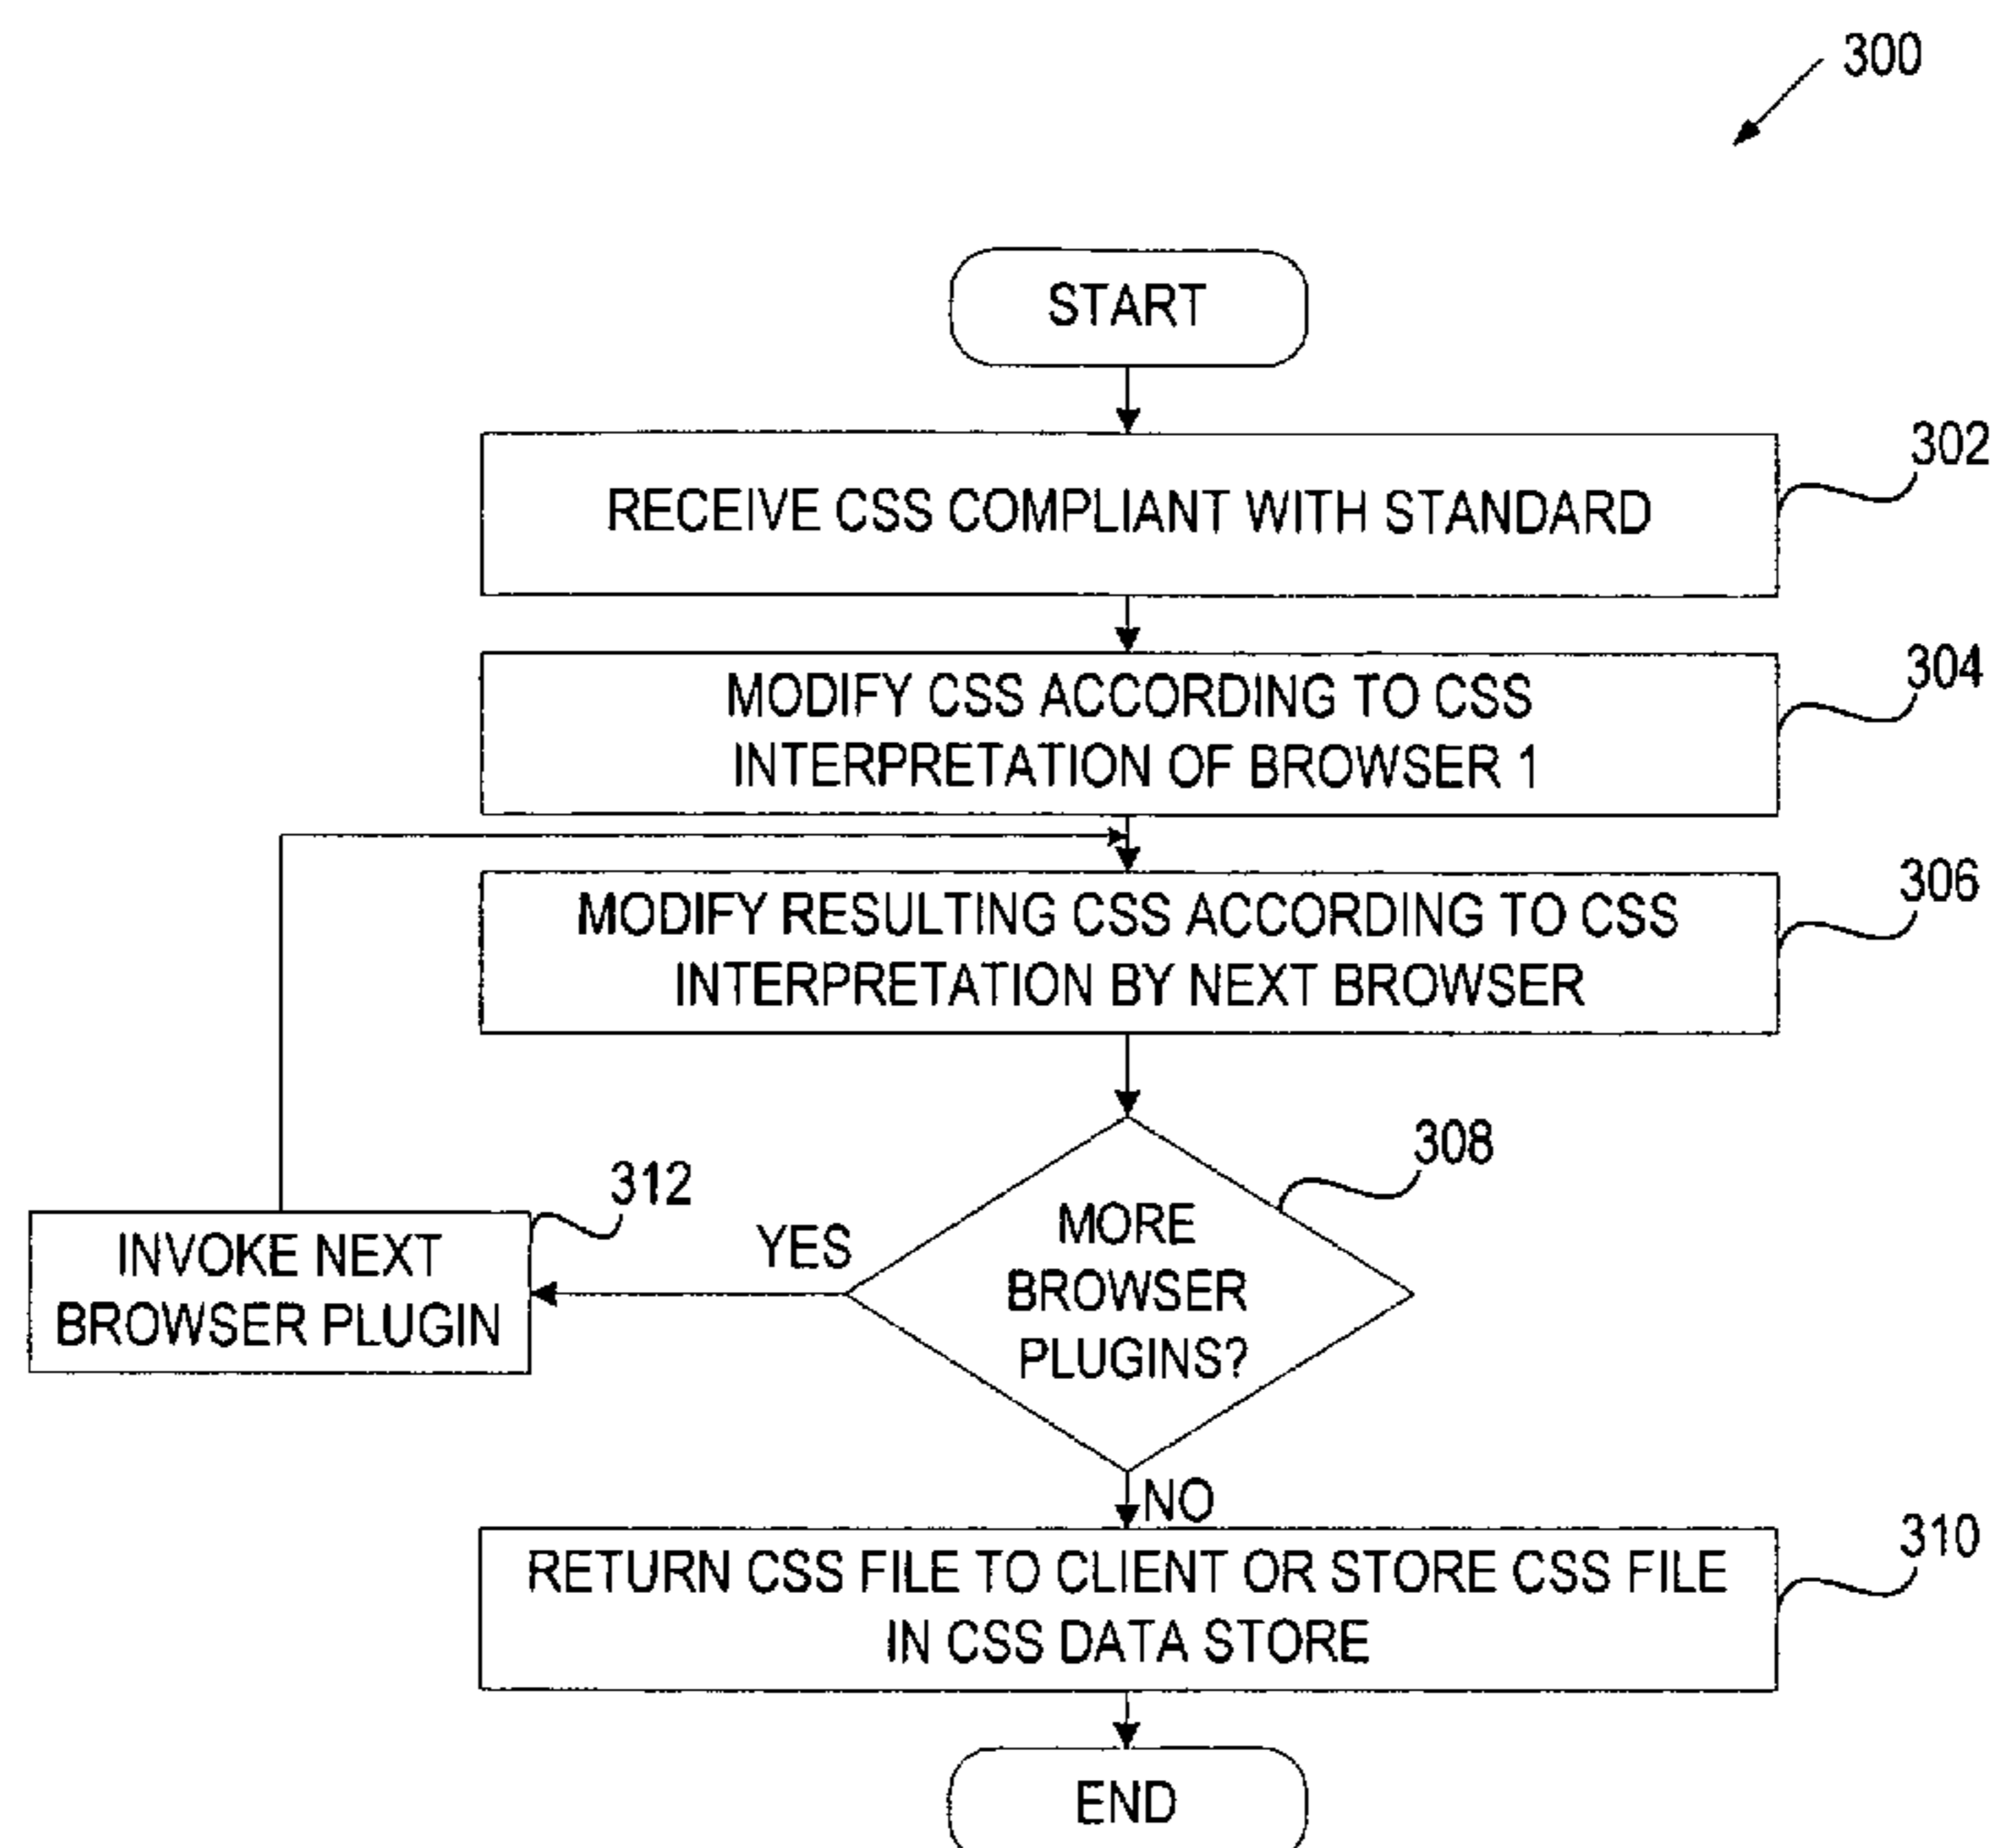 300
START
302
RECEIVE CSS COMPLIANT WITH STANDARD
304
MODIFY CSS ACCORDING TO CSS
INTERPRETATION OF BROWSER 1
306
MODIFY RESULTING CSS ACCORDING TO CSS
INTERPRETATION BY NEXT BROWSER
308
MORE
BROWSER
PLUGINS?
YES
312
INVOKE NEXT
BROWSER PLUGIN
NO
310
RETURN CSS FILE TO CLIENT OR STORE CSS FILE
IN CSS DATA STORE
END